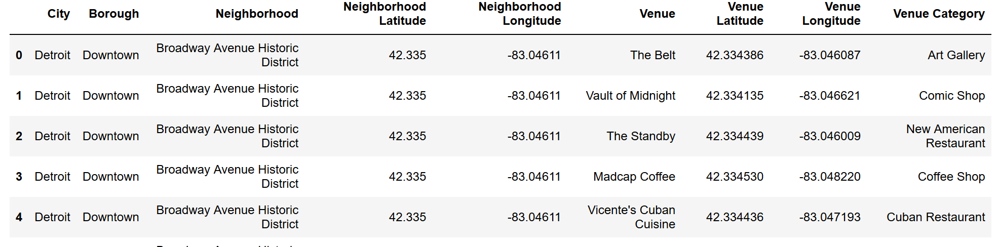 City Borough Neighborhood Neighborhood Latitude Neighborhood Longitude Venue Venue Latitude Venue Longitude Venue Category
0 Detroit Downtown Broadway Avenue Historic District 42.335 -83.04611 The Belt 42.334386 -83.046087 Art Gallery
1 Detroit Downtown Broadway Avenue Historic District 42.335 -83.04611 Vault of Midnight 42.334135 -83.046621 Comic Shop
2 Detroit Downtown Broadway Avenue Historic District 42.335 -83.04611 The Standby 42.334439 -83.046009 New American Restaurant
3 Detroit Downtown Broadway Avenue Historic District 42.335 -83.04611 Madcap Coffee 42.334530 -83.048220 Coffee Shop
4 Detroit Downtown Broadway Avenue Historic District 42.335 -83.04611 Vicente's Cuban Cuisine 42.334436 -83.047193 Cuban Restaurant